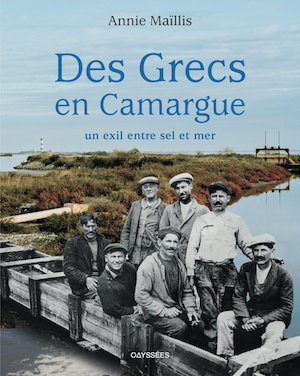 Annie Maïllis
Des Grecs
en Camargue
un exil entre sel et mer
ODYSSÉES